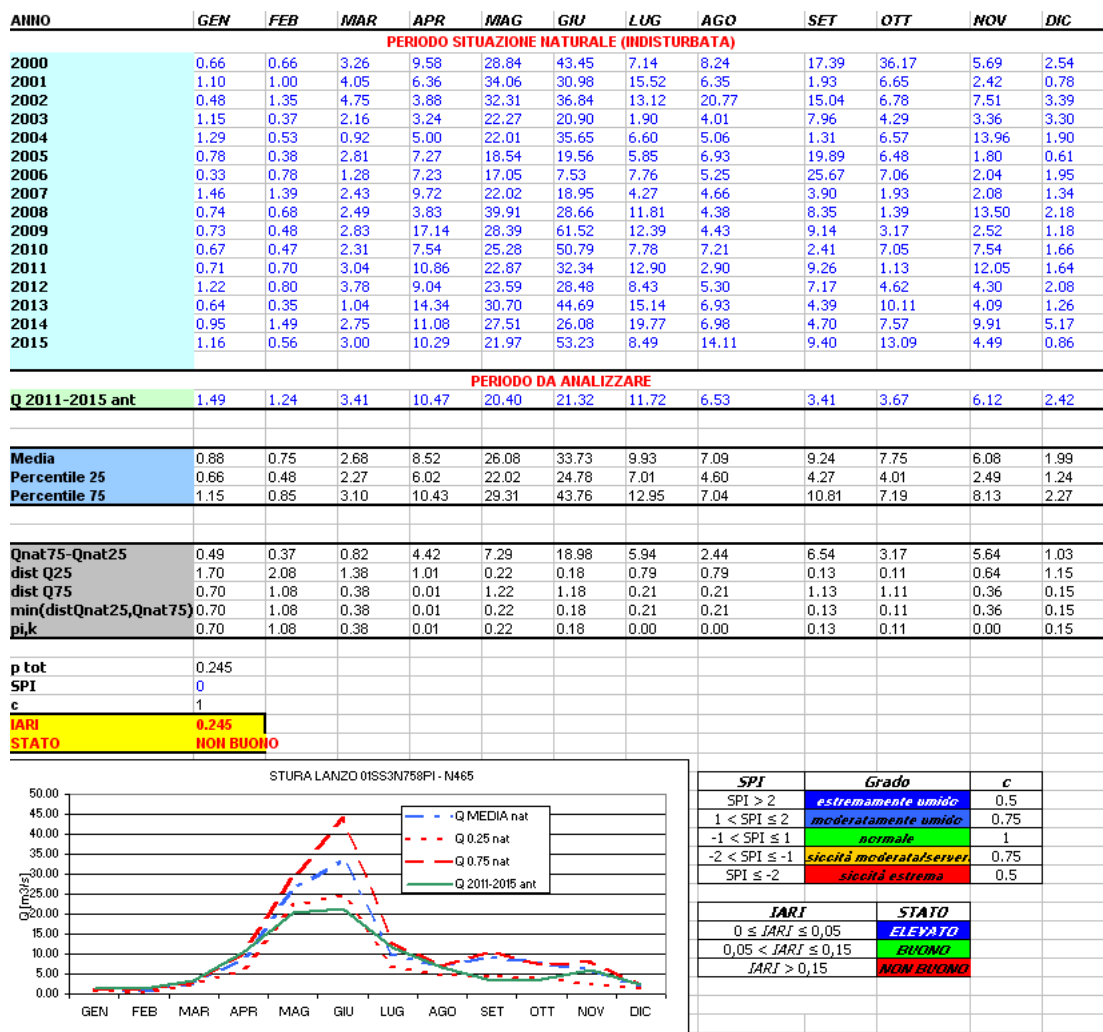 ANNO GEN FEB MAR APR MAG GIU LUG AGO SET OTT NOV DIC
PERIODO SITUAZIONE NATURALE (INDISTURBATA)
2000 0.66 0.66 3.26 9.58 28.84 43.45 7.14 8.24 17.39 36.17 5.69 2.54
2001 1.10 1.00 4.05 6.36 34.06 30.98 15.52 6.35 1.93 6.65 2.42 0.78
2002 0.48 1.35 4.75 3.88 32.31 36.84 13.12 20.77 15.04 6.78 7.51 3.39
2003 1.15 0.37 2.16 3.24 22.27 20.90 1.90 4.01 7.96 4.29 3.36 3.30
2004 1.29 0.53 0.92 5.00 22.01 35.65 6.60 5.06 1.31 6.57 13.96 1.90
2005 0.78 0.38 2.81 7.27 18.54 19.56 5.85 6.93 19.89 6.48 1.80 0.61
2006 0.33 0.78 1.28 7.23 17.05 7.53 7.76 5.25 25.67 7.06 2.04 1.95
2007 1.46 1.39 2.43 9.72 22.02 18.95 4.27 4.66 3.90 1.93 2.08 1.34
2008 0.74 0.68 2.49 3.83 39.91 28.66 11.81 4.38 8.35 1.39 13.50 2.18
2009 0.73 0.48 2.83 17.14 28.39 61.52 12.39 4.43 9.14 3.17 2.52 1.18
2010 0.67 0.47 2.31 7.54 25.28 50.79 7.78 7.21 2.41 7.05 7.54 1.66
2011 0.71 0.70 3.04 10.86 22.87 32.34 12.90 2.90 9.26 1.13 12.05 1.64
2012 1.22 0.80 3.78 9.04 23.59 28.48 8.43 5.30 7.17 4.62 4.30 2.08
2013 0.64 0.35 1.04 14.34 30.70 44.69 15.14 6.93 4.39 10.11 4.09 1.26
2014 0.95 1.49 2.75 11.08 27.51 26.08 19.77 6.98 4.70 7.57 9.91 5.17
2015 1.16 0.56 3.00 10.29 21.97 53.23 8.49 14.11 9.40 13.09 4.49 0.86
PERIODO DA ANALIZZARE
Q 2011-2015 ant 1.49 1.24 3.41 10.47 20.40 21.32 11.72 6.53 3.41 3.67 6.12 2.42
Media 0.88 0.75 2.68 8.52 26.08 33.73 9.93 7.09 9.24 7.75 6.08 1.99
Percentile 25 0.66 0.48 2.27 6.02 22.02 24.78 7.01 4.60 4.27 4.01 2.49 1.24
Percentile 75 1.15 0.85 3.10 10.43 29.31 43.76 12.95 7.04 10.81 7.19 8.13 2.27
Qnat75-Qnat25 0.49 0.37 0.82 4.42 7.29 18.98 5.94 2.44 6.54 3.17 5.64 1.03
dist Q25 1.70 2.08 1.38 1.01 0.22 0.18 0.79 0.79 0.13 0.11 0.64 1.15
dist Q75 0.70 1.08 0.38 0.01 1.22 1.18 0.21 0.21 1.13 1.11 0.36 0.15
min(distQnat25,Qnat75) 0.70 1.08 0.38 0.01 0.22 0.18 0.21 0.21 0.13 0.11 0.36 0.15
pi,k 0.70 1.08 0.38 0.01 0.22 0.18 0.00 0.00 0.13 0.11 0.00 0.15
p tot 0.245
SPI 0
c 1
IARI 0.245
STATO NON BUONO
STURA LANZO 01SS3N758PI - N465
Q [m3/s]
50.00
45.00
40.00
35.00
30.00
25.00
20.00
15.00
10.00
5.00
0.00
GEN FEB MAR APR MAG GIU LUG AGO SET OTT NOV DIC
Q MEDIA nat
Q 0.25 nat
Q 0.75 nat
Q 2011-2015 ant
SPI Grado c
SPI > 2 estremamente umido 0.5
1 < SPI ≤ 2 moderatamente umido 0.75
-1 < SPI ≤ 1 normale 1
-2 < SPI ≤ -1 siccità moderata/server. 0.75
SPI ≤ -2 siccità estrema 0.5
IARI STATO
0 ≤ IARI ≤ 0,05 ELEVATO
0,05 < IARI ≤ 0,15 BUONO
IARI > 0,15 NON BUONO